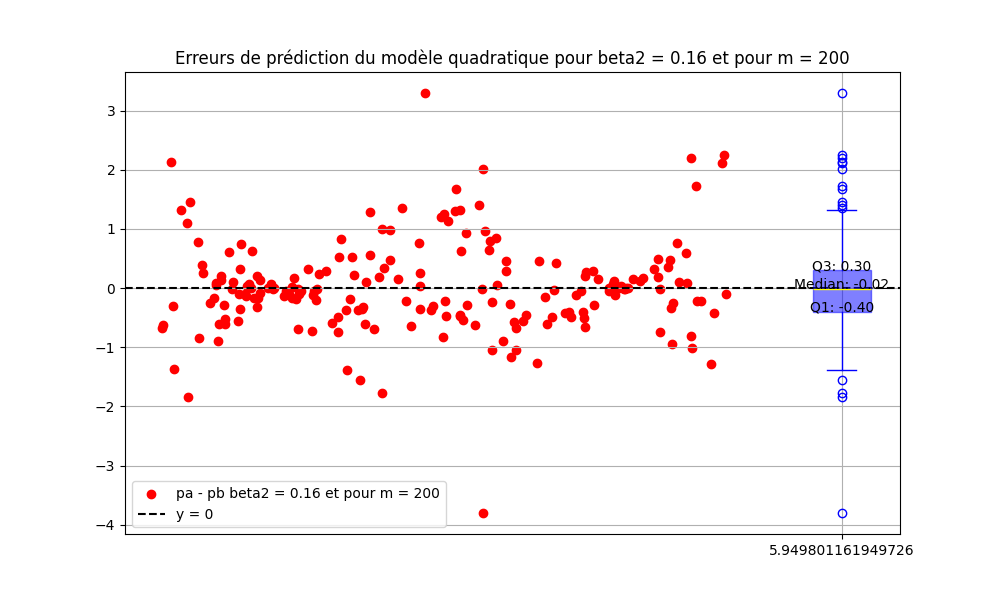 Erreurs de prédiction du modèle quadratique pour beta2 = 0.16 et pour m = 200
3
2
1
0
−1
−2
−3
−4
Q3: 0.30
Median: -0.02
Q1: -0.40
pa - pb beta2 = 0.16 et pour m = 200
y = 0
5.949801161949726